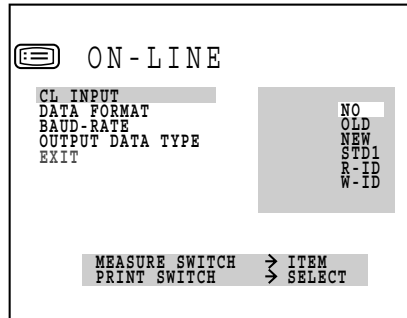 ON-LINE
CL INPUT
DATA FORMAT
BAUD-RATE
OUTPUT DATA TYPE
EXIT
NO
OLD
NEW
STD1
R-ID
W-ID
MEASURE SWITCH → ITEM
PRINT SWITCH → SELECT